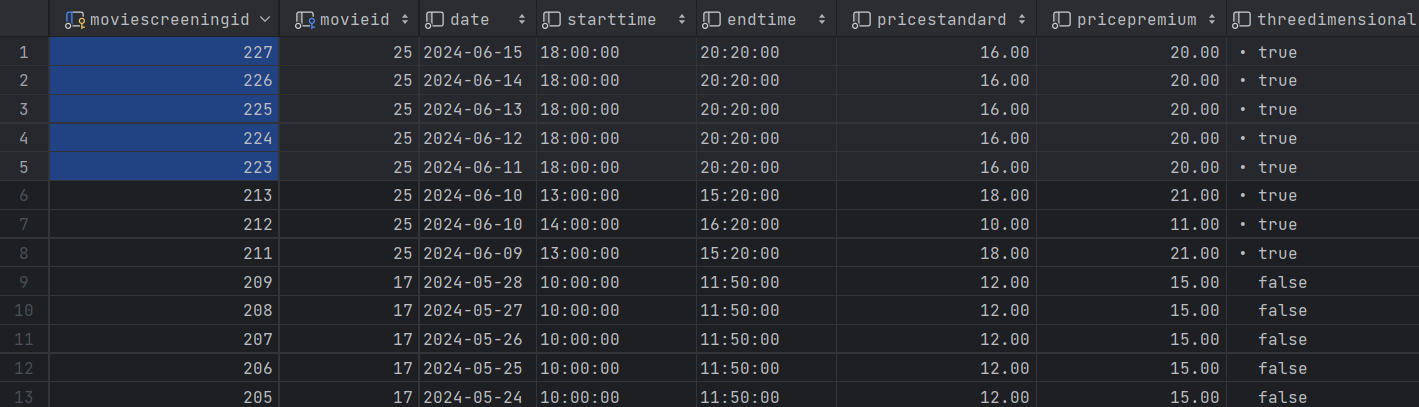 moviescreeningid movieid date starttime endtime pricestandard pricepremium threedimensional
1 227 25 2024-06-15 18:00:00 20:20:00 16.00 20.00 • true
2 226 25 2024-06-14 18:00:00 20:20:00 16.00 20.00 • true
3 225 25 2024-06-13 18:00:00 20:20:00 16.00 20.00 • true
4 224 25 2024-06-12 18:00:00 20:20:00 16.00 20.00 • true
5 223 25 2024-06-11 18:00:00 20:20:00 16.00 20.00 • true
6 213 25 2024-06-10 13:00:00 15:20:00 18.00 21.00 • true
7 212 25 2024-06-10 14:00:00 16:20:00 10.00 11.00 • true
8 211 25 2024-06-09 13:00:00 15:20:00 18.00 21.00 • true
9 209 17 2024-05-28 10:00:00 11:50:00 12.00 15.00 false
10 208 17 2024-05-27 10:00:00 11:50:00 12.00 15.00 false
11 207 17 2024-05-26 10:00:00 11:50:00 12.00 15.00 false
12 206 17 2024-05-25 10:00:00 11:50:00 12.00 15.00 false
13 205 17 2024-05-24 10:00:00 11:50:00 12.00 15.00 false